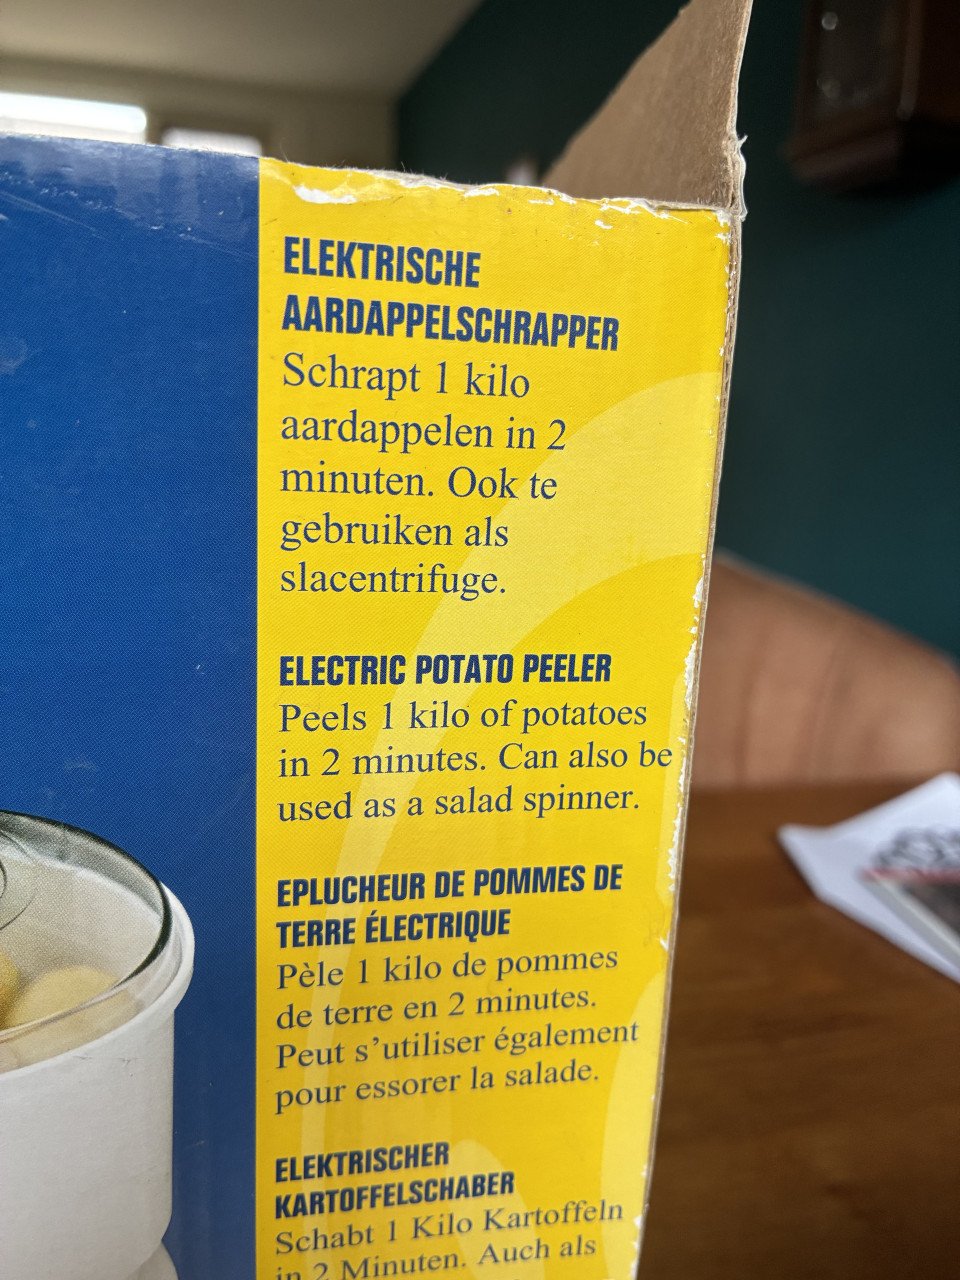 ELEKTRISCHE
AARDAPPELSCHRAPPER
Schrapt 1 kilo
aardappelen in 2
minuten. Ook te
gebruiken als
slacentrifuge.
ELECTRIC POTATO PEELER
Peels 1 kilo of potatoes
in 2 minutes. Can also be
used as a salad spinner.
EPLUCHEUR DE POMMES DE
TERRE ÉLECTRIQUE
Pèle 1 kilo de pommes
de terre en 2 minutes.
Peut s’utiliser également
pour essorer la salade.
ELEKTRISCHER
KARTOFFELSCHABER
Schabt 1 Kilo Kartoffeln
in 2 Minuten. Auch als